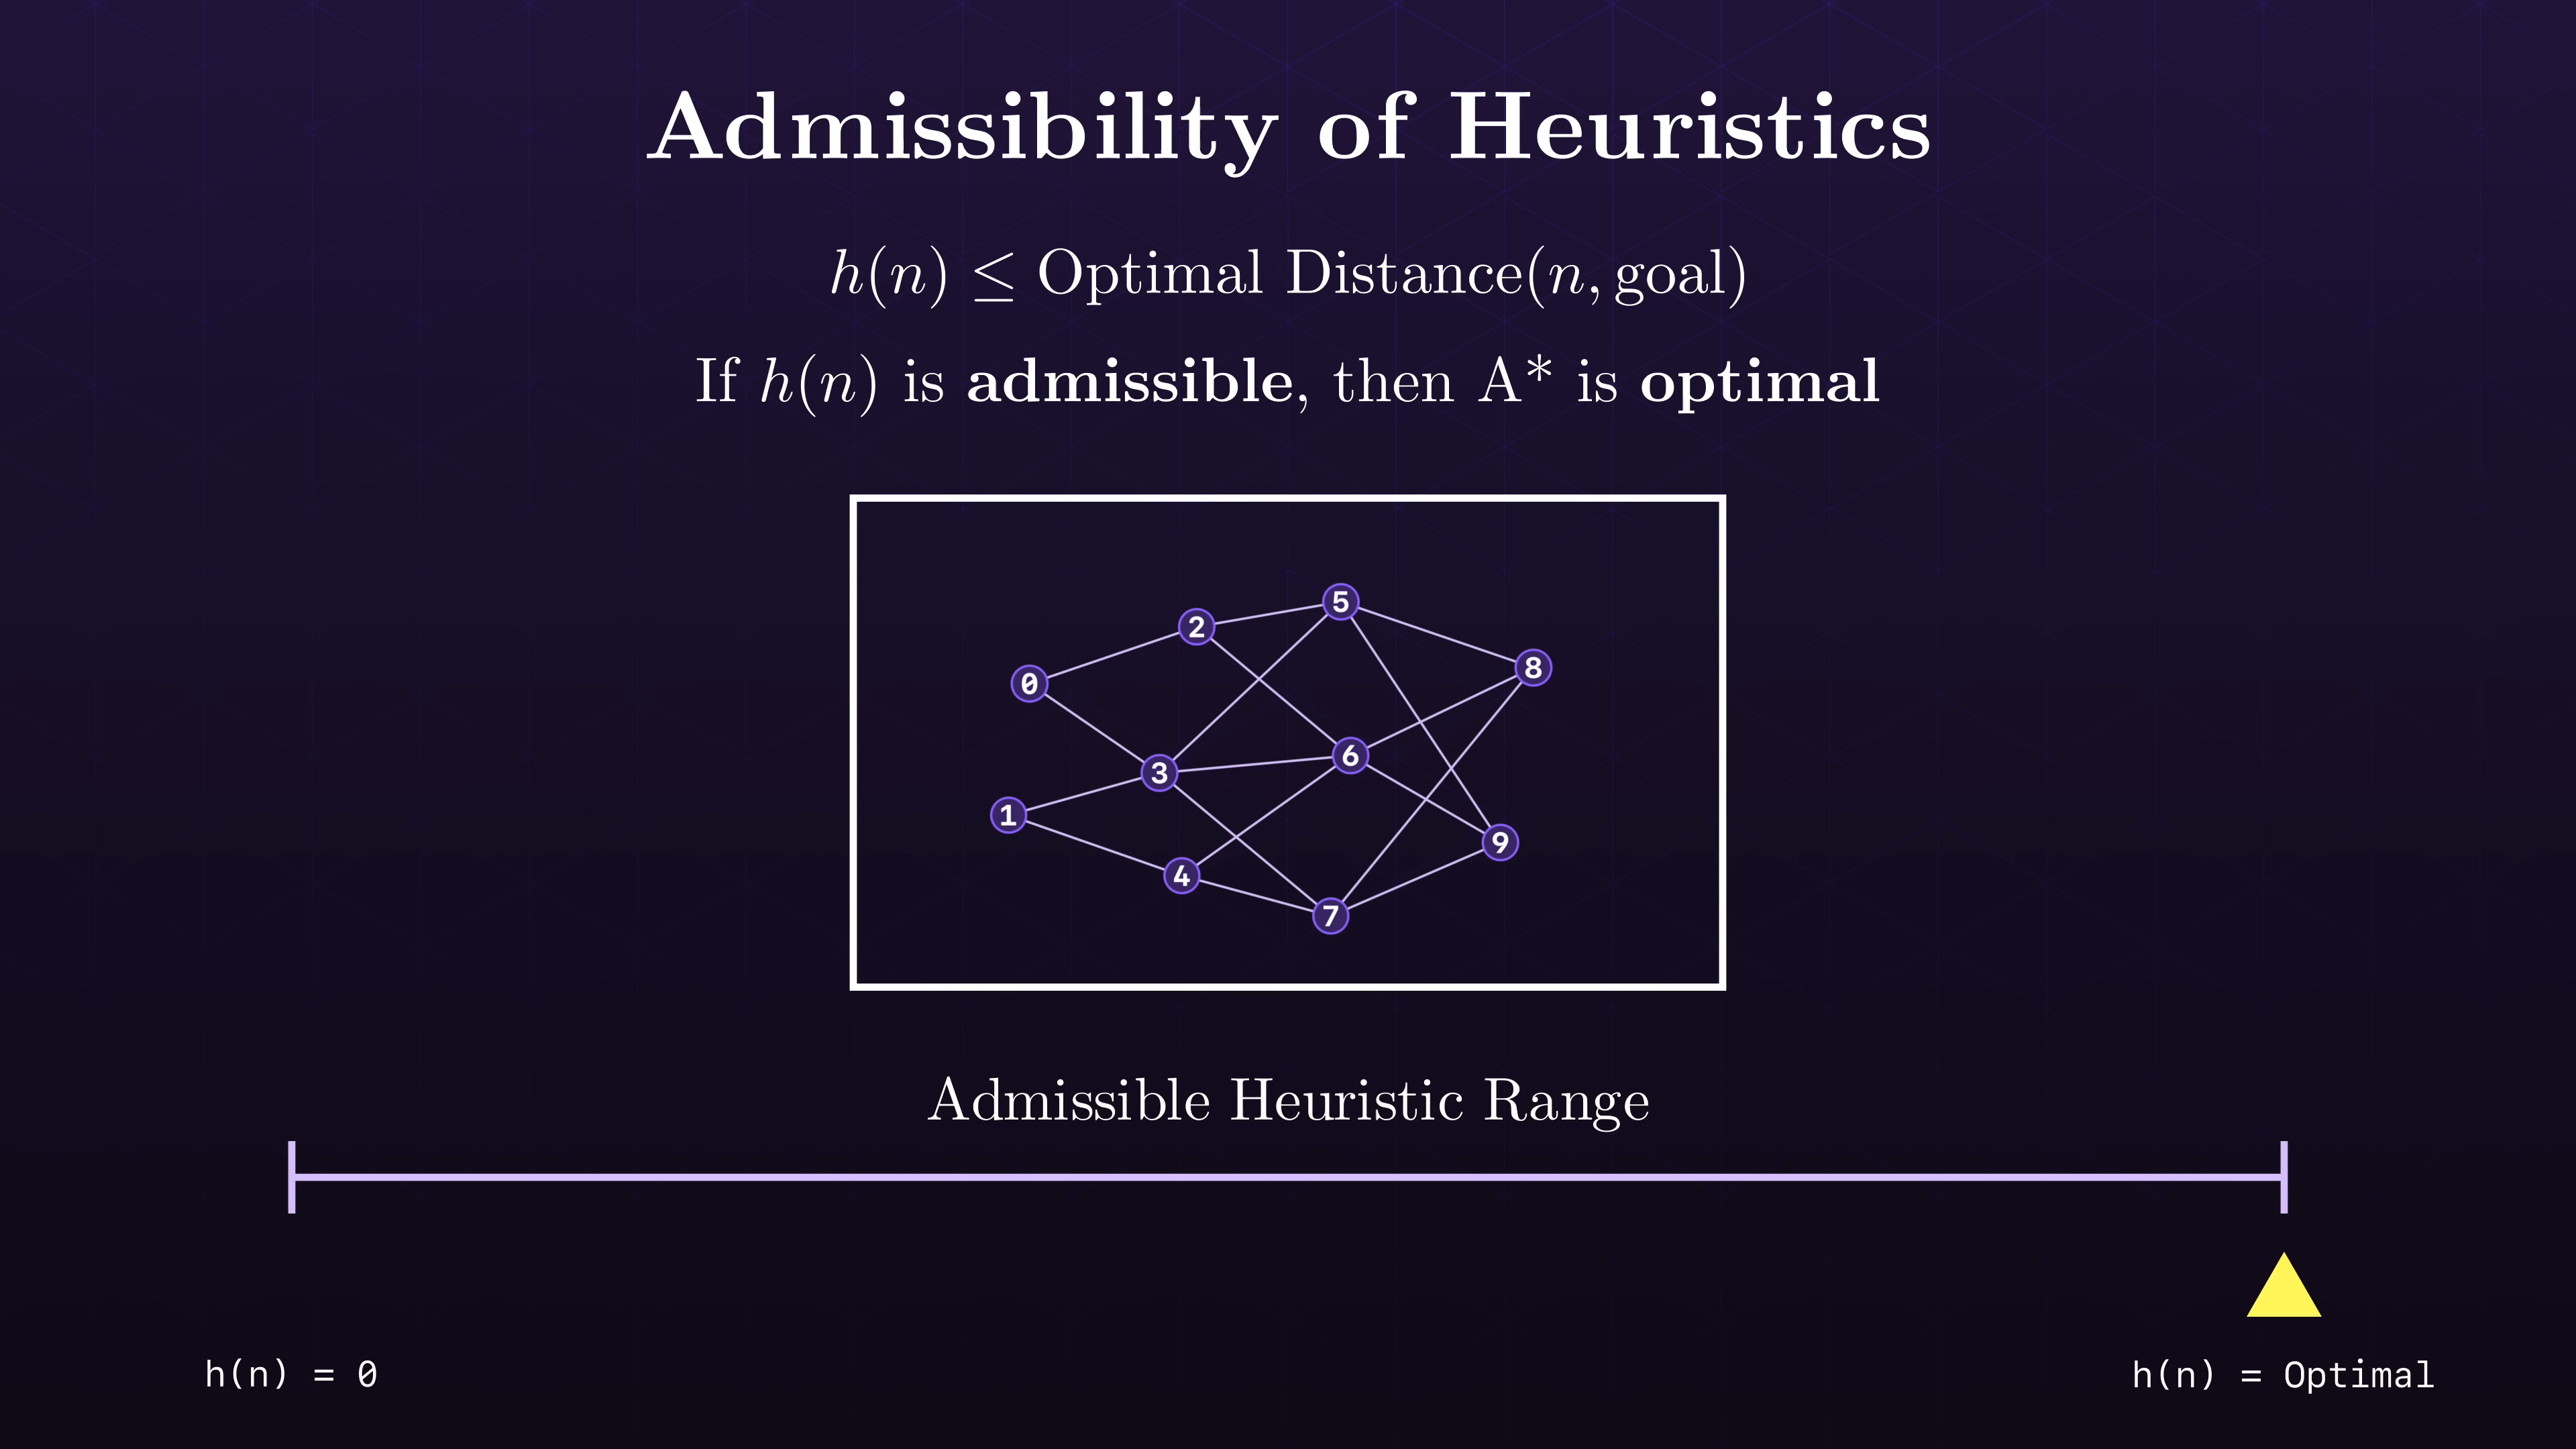 Admissibility of Heuristics
h(n) ≤ Optimal Distance(n, goal)
If h(n) is admissible, then A* is optimal
5
2
8
0
6
3
1
9
4
7
Admissible Heuristic Range
h(n) = 0
h(n) = Optimal